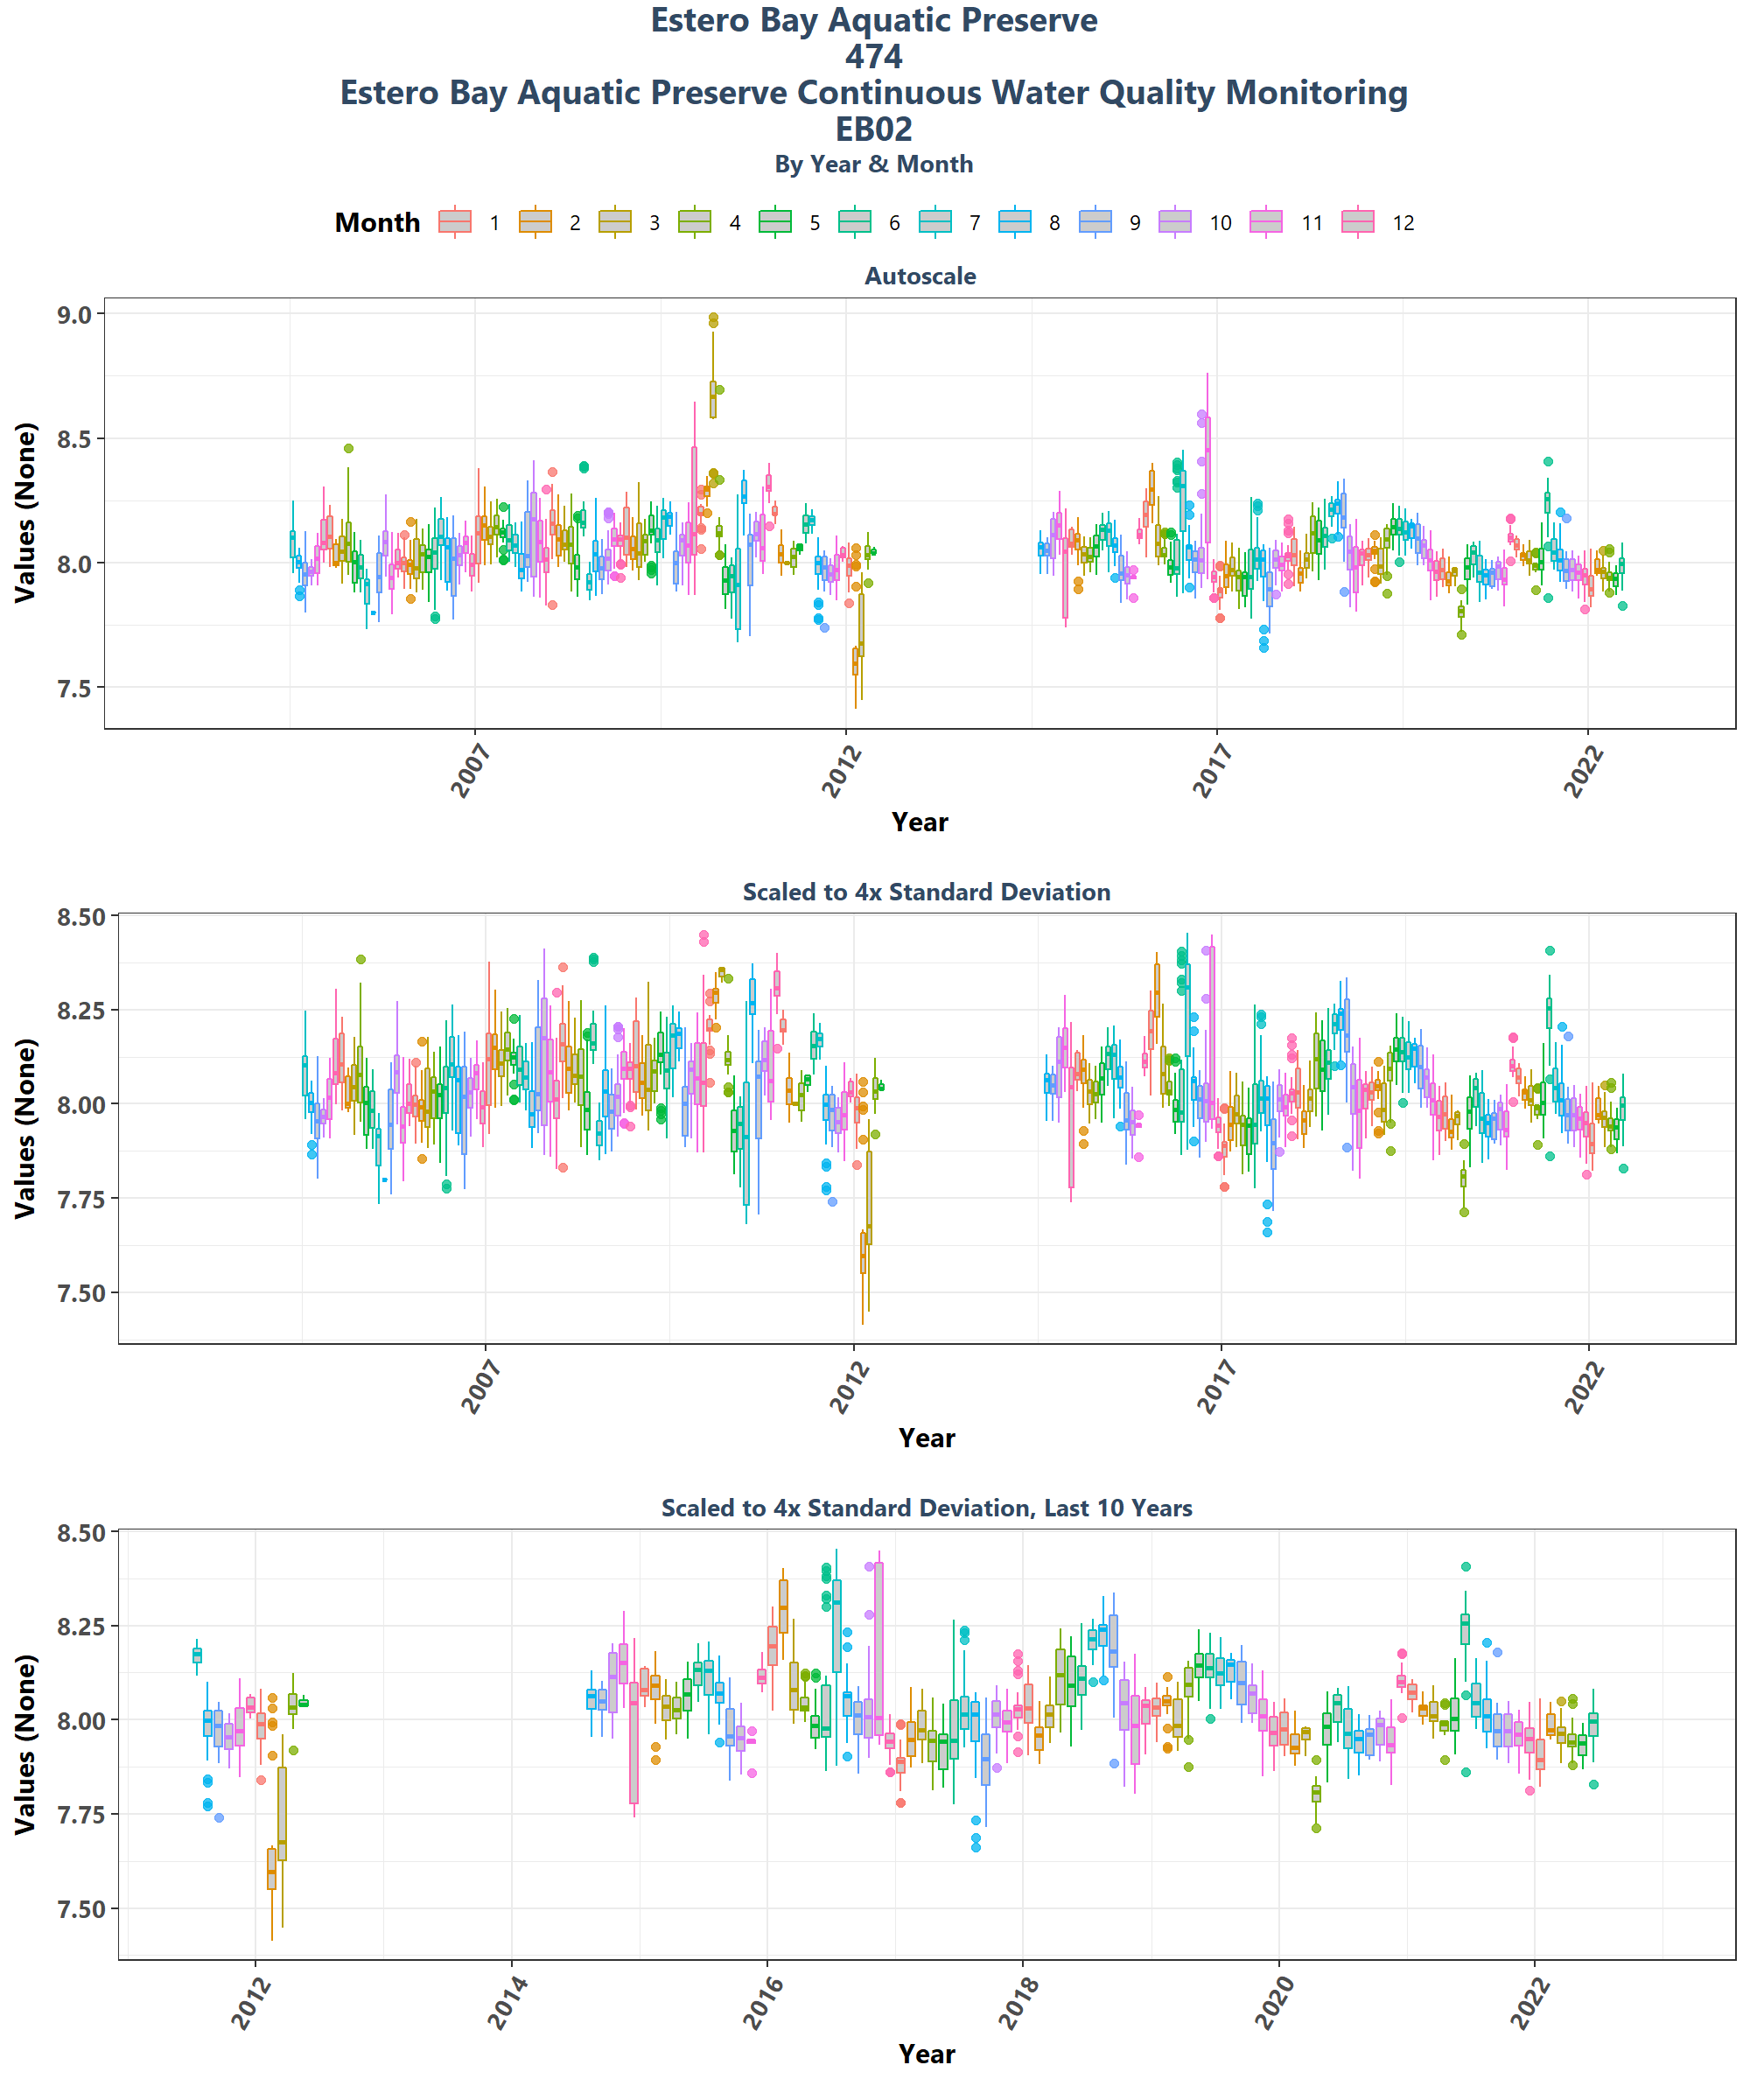 Estero Bay Aquatic Preserve
474
Estero Bay Aquatic Preserve Continuous Water Quality Monitoring
EB02
By Year & Month
Month 1 2 3 4 5 6 7 8 9 10 11 12
Autoscale
Values (None)
9.0
8.5
8.0
7.5
2007 2012 2017 2022
Year
Scaled to 4x Standard Deviation
Values (None)
8.50
8.25
8.00
7.75
7.50
2007 2012 2017 2022
Year
Scaled to 4x Standard Deviation, Last 10 Years
Values (None)
8.50
8.25
8.00
7.75
7.50
2012 2014 2016 2018 2020 2022
Year